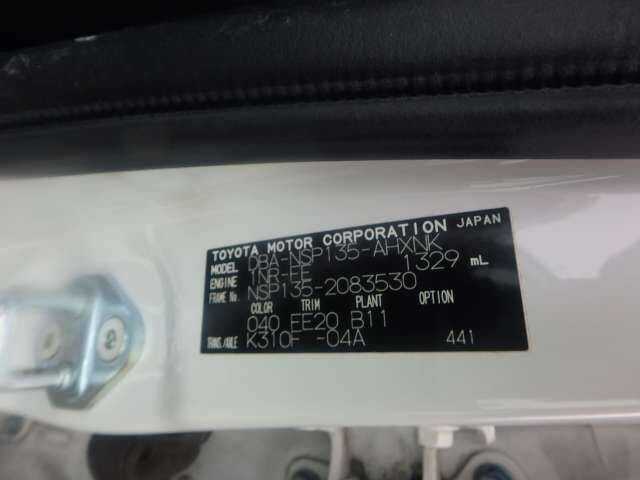 TOYOTA MOTOR CORPORATION JAPAN
MODEL DBA-NSP135-AHXNK
ENGINE 1NR-FE 1329 mL
FRAME No. NSP135-2083530
COLOR TRIM PLANT OPTION
040 FE20 B11
TRANS/AXLE K310F -04A 441